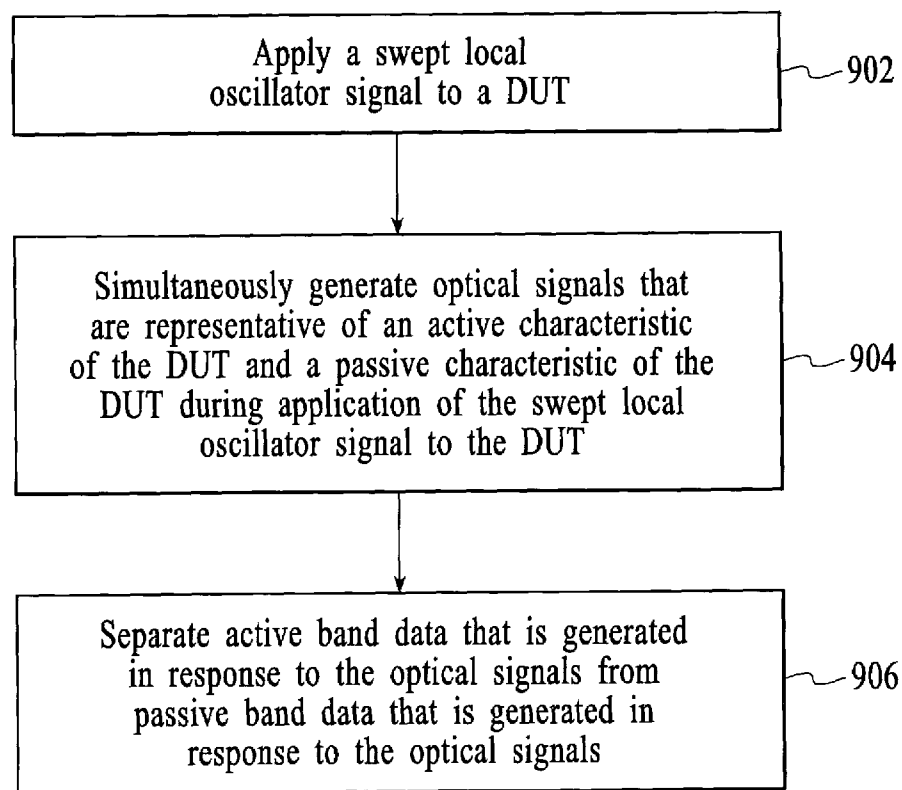 Apply a swept local
oscillator signal to a DUT
902
Simultaneously generate optical signals that
are representative of an active characteristic
of the DUT and a passive characteristic of the
DUT during application of the swept local
oscillator signal to the DUT
904
Separate active band data that is generated
in response to the optical signals from
passive band data that is generated in
response to the optical signals
906